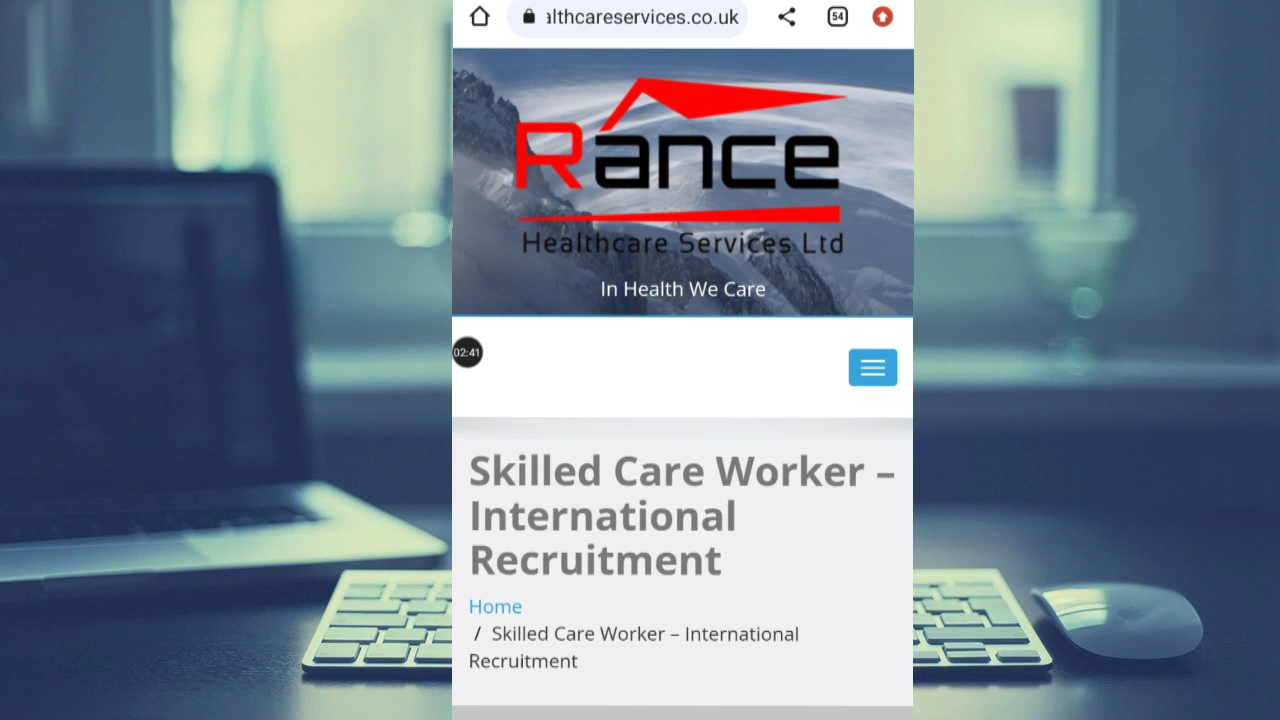 althcareservices.co.uk
54
Rance
Healthcare Services Ltd
In Health We Care
02:41
Skilled Care Worker –
International
Recruitment
Home
/ Skilled Care Worker – International
Recruitment